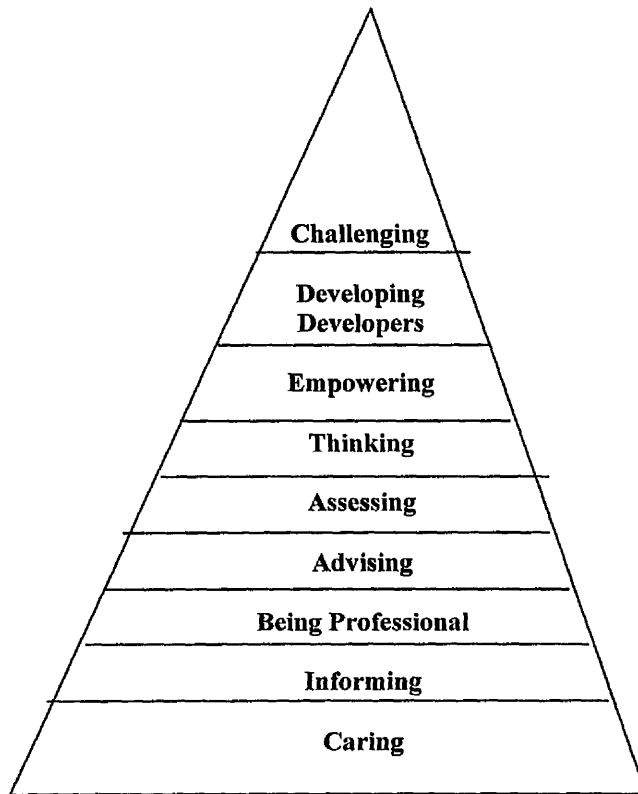 Challenging
Developing
Developers
Empowering
Thinking
Assessing
Advising
Being Professional
Informing
Caring